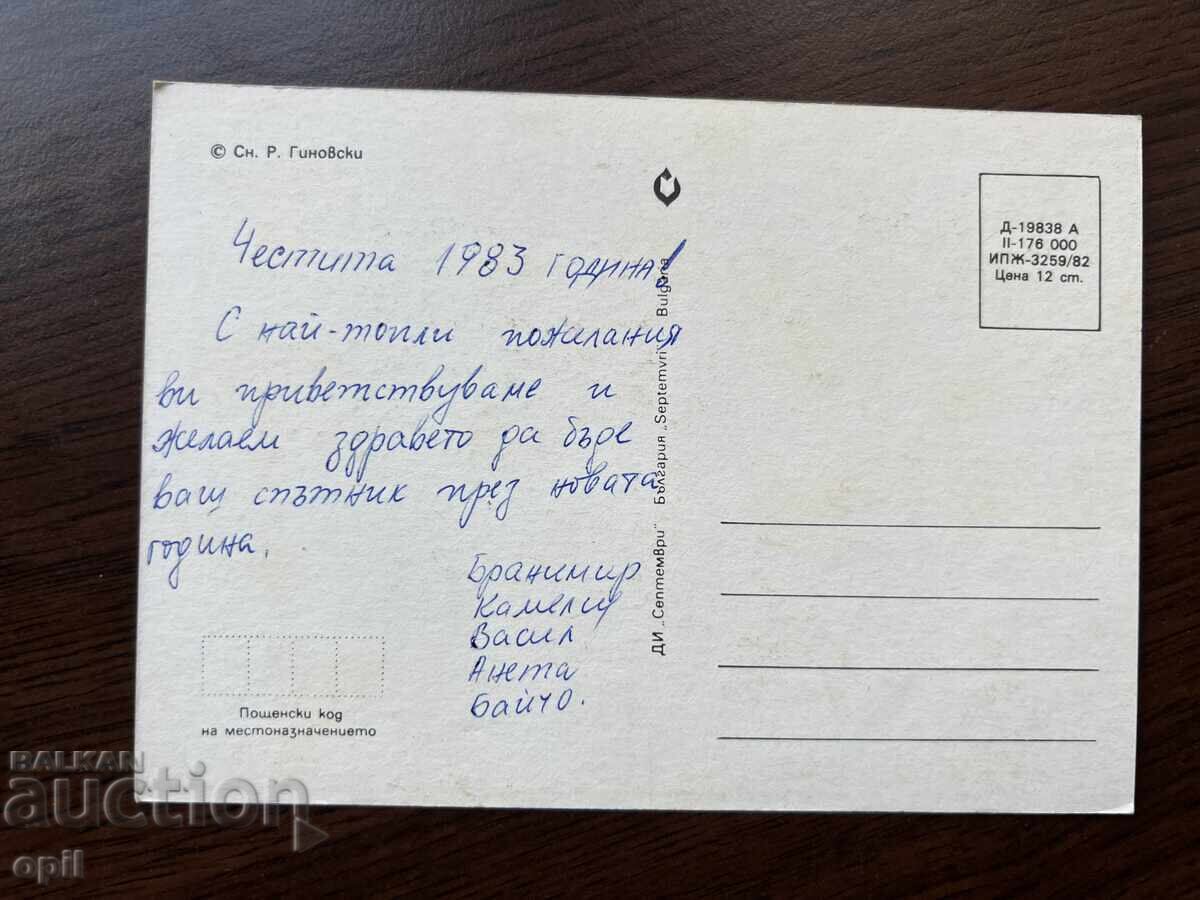 © Сн. Р. Гиновски
Честита 1983 година!
С най-топли пожелания
ви приветствуваме и
желаем здравето да бъде
ваш спътник през новата
година.
Бранимир
Камелия
Васил
Анета
Байчо.
Пощенски код
на местоназначението
ДИ „Септември" България „Septemvri" Bulgaria
Д-19838 А
II-176 000
ИПЖ-3259/82
Цена 12 ст.
BALKAN
auction
opil